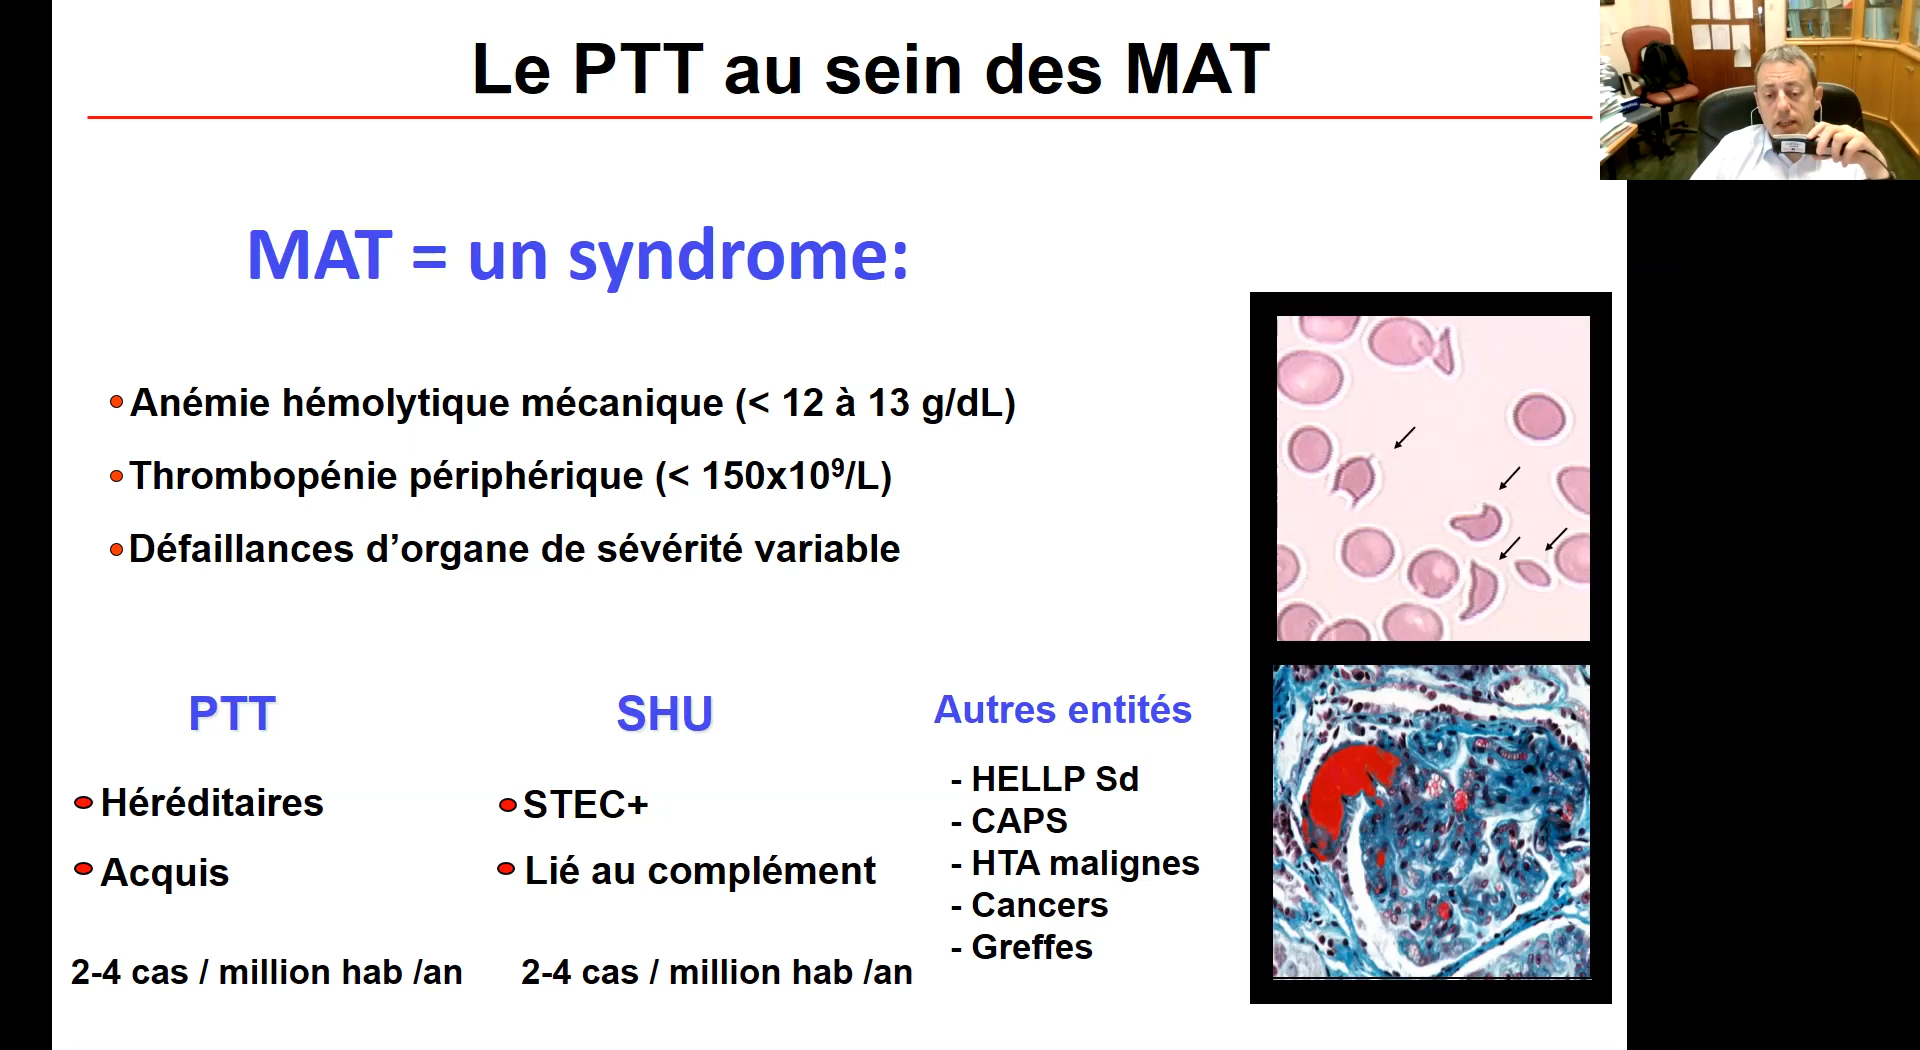 Le PTT au sein des MAT
MAT = un syndrome:
•Anémie hémolytique mécanique (< 12 à 13 g/dL)
•Thrombopénie périphérique (< 150x10⁹/L)
•Défaillances d’organe de sévérité variable
PTT
•Héréditaires
•Acquis
2-4 cas / million hab /an
SHU
•STEC+
•Lié au complément
2-4 cas / million hab /an
Autres entités
- HELLP Sd
- CAPS
- HTA malignes
- Cancers
- Greffes